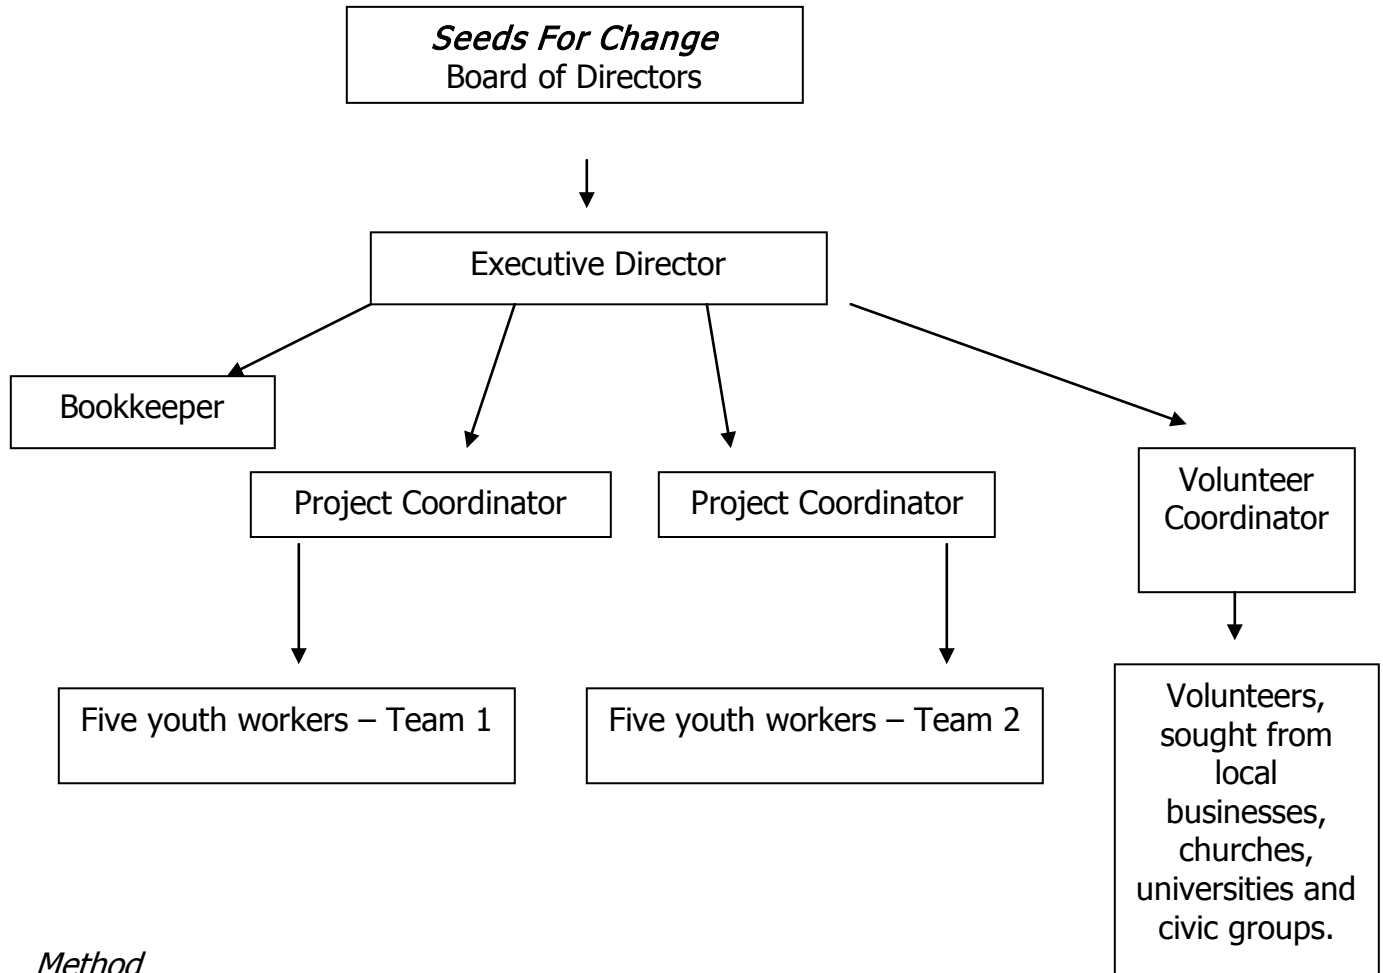 Seeds For Change
Board of Directors
Executive Director
Bookkeeper
Project Coordinator
Project Coordinator
Volunteer
Coordinator
Five youth workers – Team 1
Five youth workers – Team 2
Volunteers,
sought from
local
businesses,
churches,
universities and
civic groups.
Method